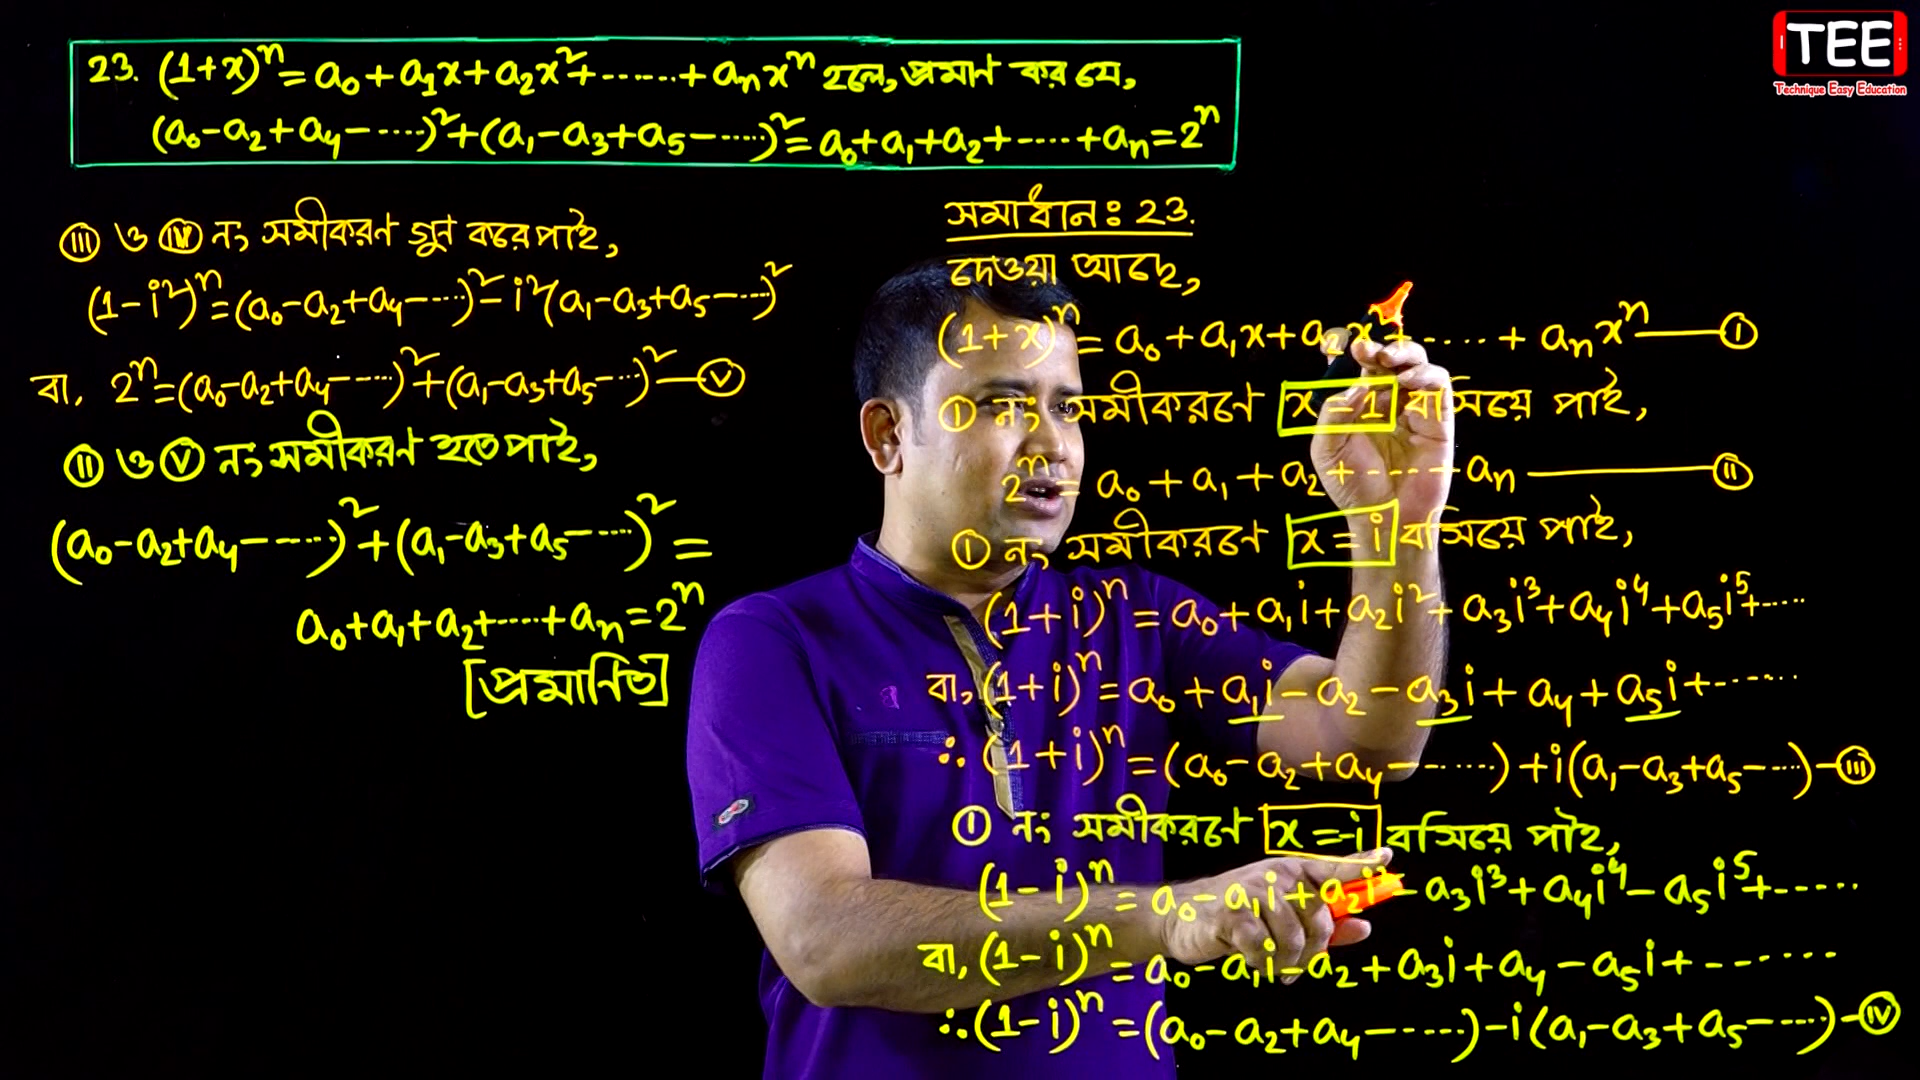 TEE
Technique Easy Education
23. (1+x)ⁿ = a₀ + a₁x + a₂x² + ...... + aₙxⁿ হলে, প্রমাণ কর যে,
(a₀-a₂+a₄-....)²+(a₁-a₃+a₅-.....)²= a₀+a₁+a₂+.....+aₙ=2ⁿ
সমাধান: 23.
দেওয়া আছে,
(1+x)ⁿ = a₀ + a₁x + a₂x² + .... + aₙxⁿ — (i)
(i) নং সমীকরণে x = 1 বসিয়ে পাই,
2ⁿ = a₀ + a₁ + a₂ + ---- aₙ — (ii)
(i) নং সমীকরণে x = i বসিয়ে পাই,
(1+i)ⁿ = a₀ + a₁i + a₂i² + a₃i³ + a₄i⁴ + a₅i⁵ + ....
বা, (1+i)ⁿ = a₀ + a₁i - a₂ - a₃i + a₄ + a₅i + ......
∴ (1+i)ⁿ = (a₀ - a₂ + a₄ - .....) + i(a₁ - a₃ + a₅ - ....) — (iii)
(i) নং সমীকরণে x = -i বসিয়ে পাই,
(1-i)ⁿ = a₀ - a₁i + a₂i² - a₃i³ + a₄i⁴ - a₅i⁵ + .....
বা, (1-i)ⁿ = a₀ - a₁i - a₂ + a₃i + a₄ - a₅i + .......
∴ (1-i)ⁿ = (a₀ - a₂ + a₄ - .....) - i(a₁ - a₃ + a₅ - ....) — (iv)
(iii) ও (iv) নং সমীকরণ গুন করে পাই,
(1-i²)ⁿ = (a₀-a₂+a₄-....)² - i²(a₁-a₃+a₅-....)²
বা, 2ⁿ = (a₀-a₂+a₄-....)² + (a₁-a₃+a₅-...)² — (v)
(ii) ও (v) নং সমীকরণ হতে পাই,
(a₀-a₂+a₄-....)² + (a₁-a₃+a₅-....)² =
a₀+a₁+a₂+....+aₙ = 2ⁿ
[প্রমাণিত]